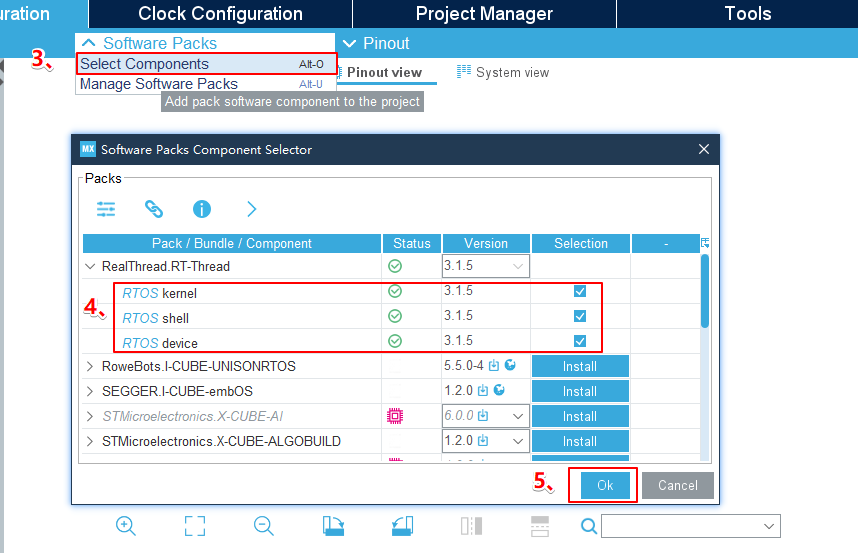 uration Clock Configuration Project Manager Tools
Software Packs Pinout
3、 Select Components Alt-O
Pinout view System view
Manage Software Packs Alt-U
Add pack software component to the project
MX Software Packs Component Selector
Packs
Pack / Bundle / Component Status Version Selection -
RealThread.RT-Thread 3.1.5
4、 RTOS kernel 3.1.5
RTOS shell 3.1.5
RTOS device 3.1.5
RoweBots.I-CUBE-UNISONRTOS 5.5.0-4 Install
SEGGER.I-CUBE-embOS 1.2.0 Install
STMicroelectronics.X-CUBE-AI 6.0.0 Install
STMicroelectronics.X-CUBE-ALGOBUILD 1.2.0 Install
5、 Ok Cancel